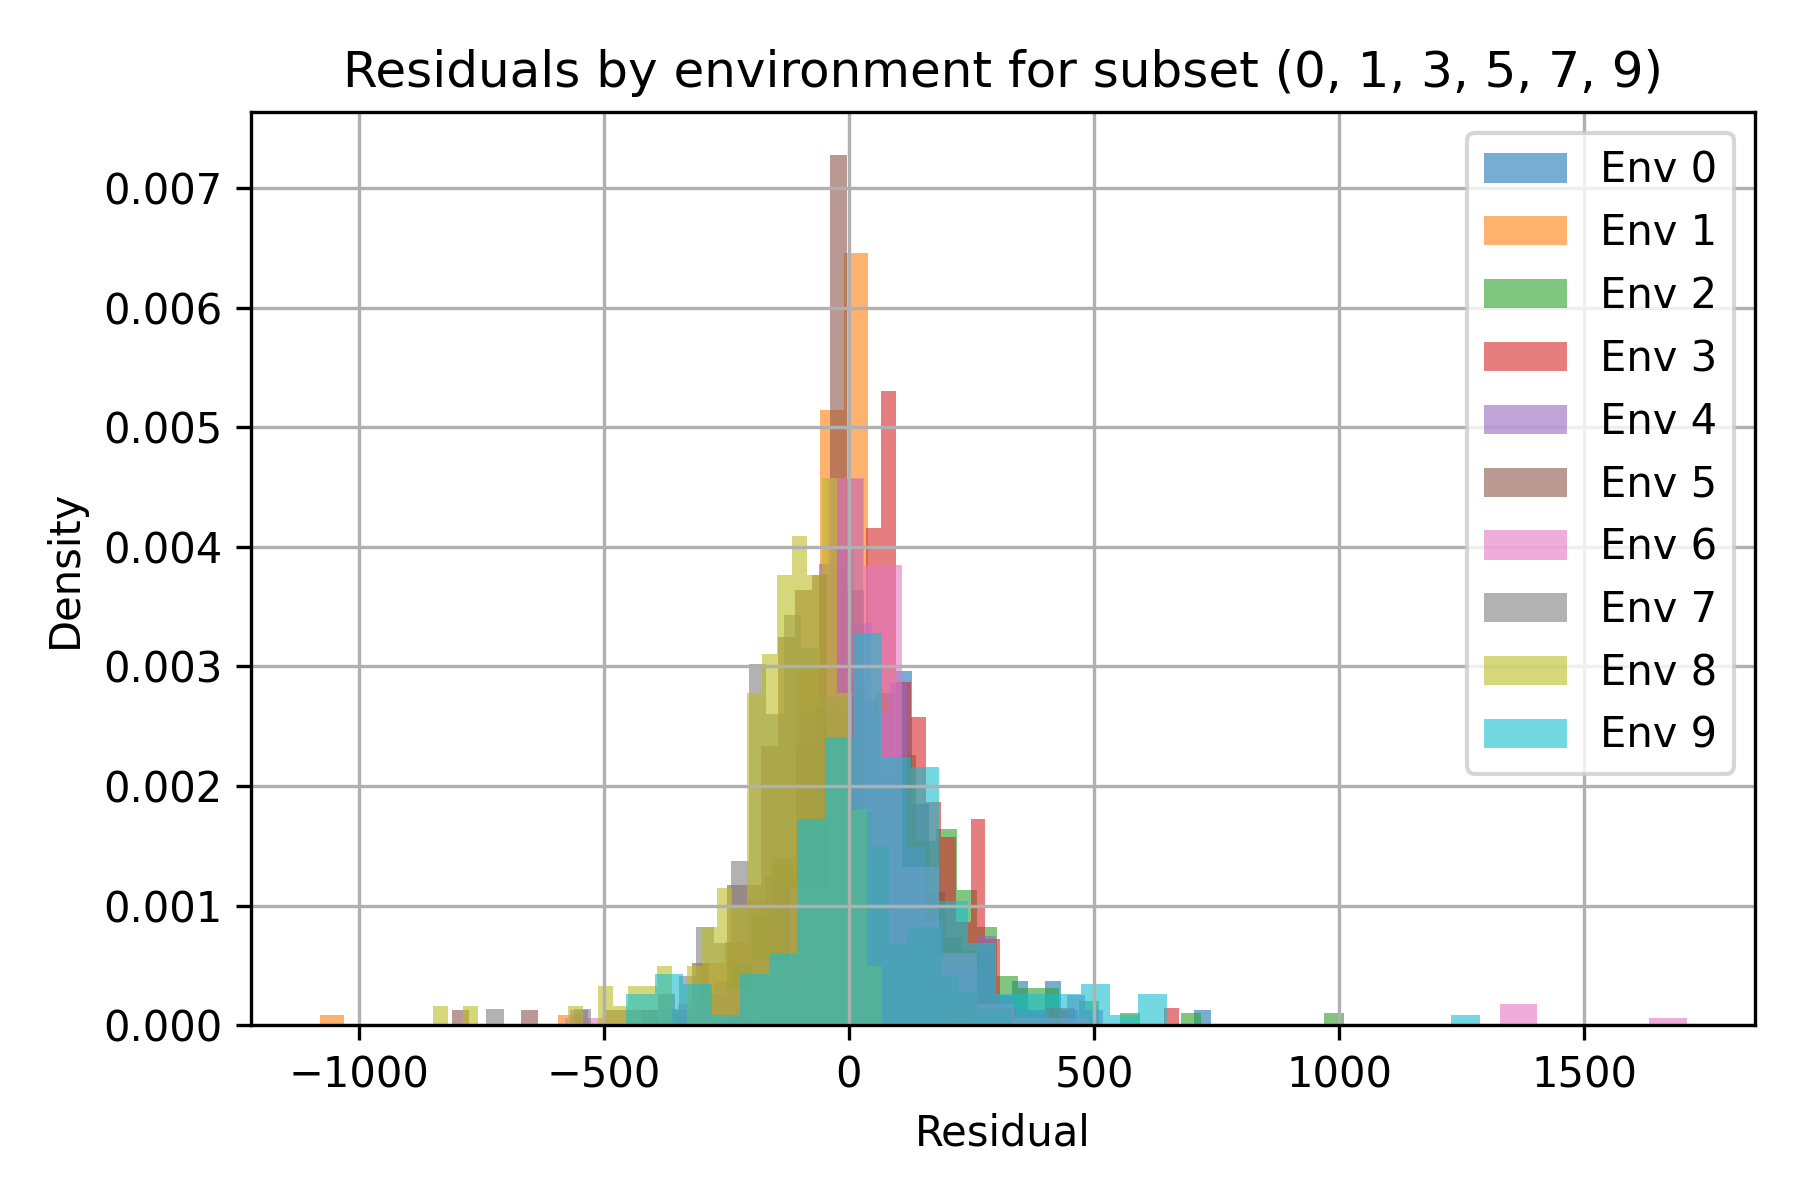 Residuals by environment for subset (0, 1, 3, 5, 7, 9)
Env 0
Env 1
Env 2
Env 3
Env 4
Env 5
Env 6
Env 7
Env 8
Env 9
Density
0.007
0.006
0.005
0.004
0.003
0.002
0.001
0.000
−1000 −500 0 500 1000 1500
Residual